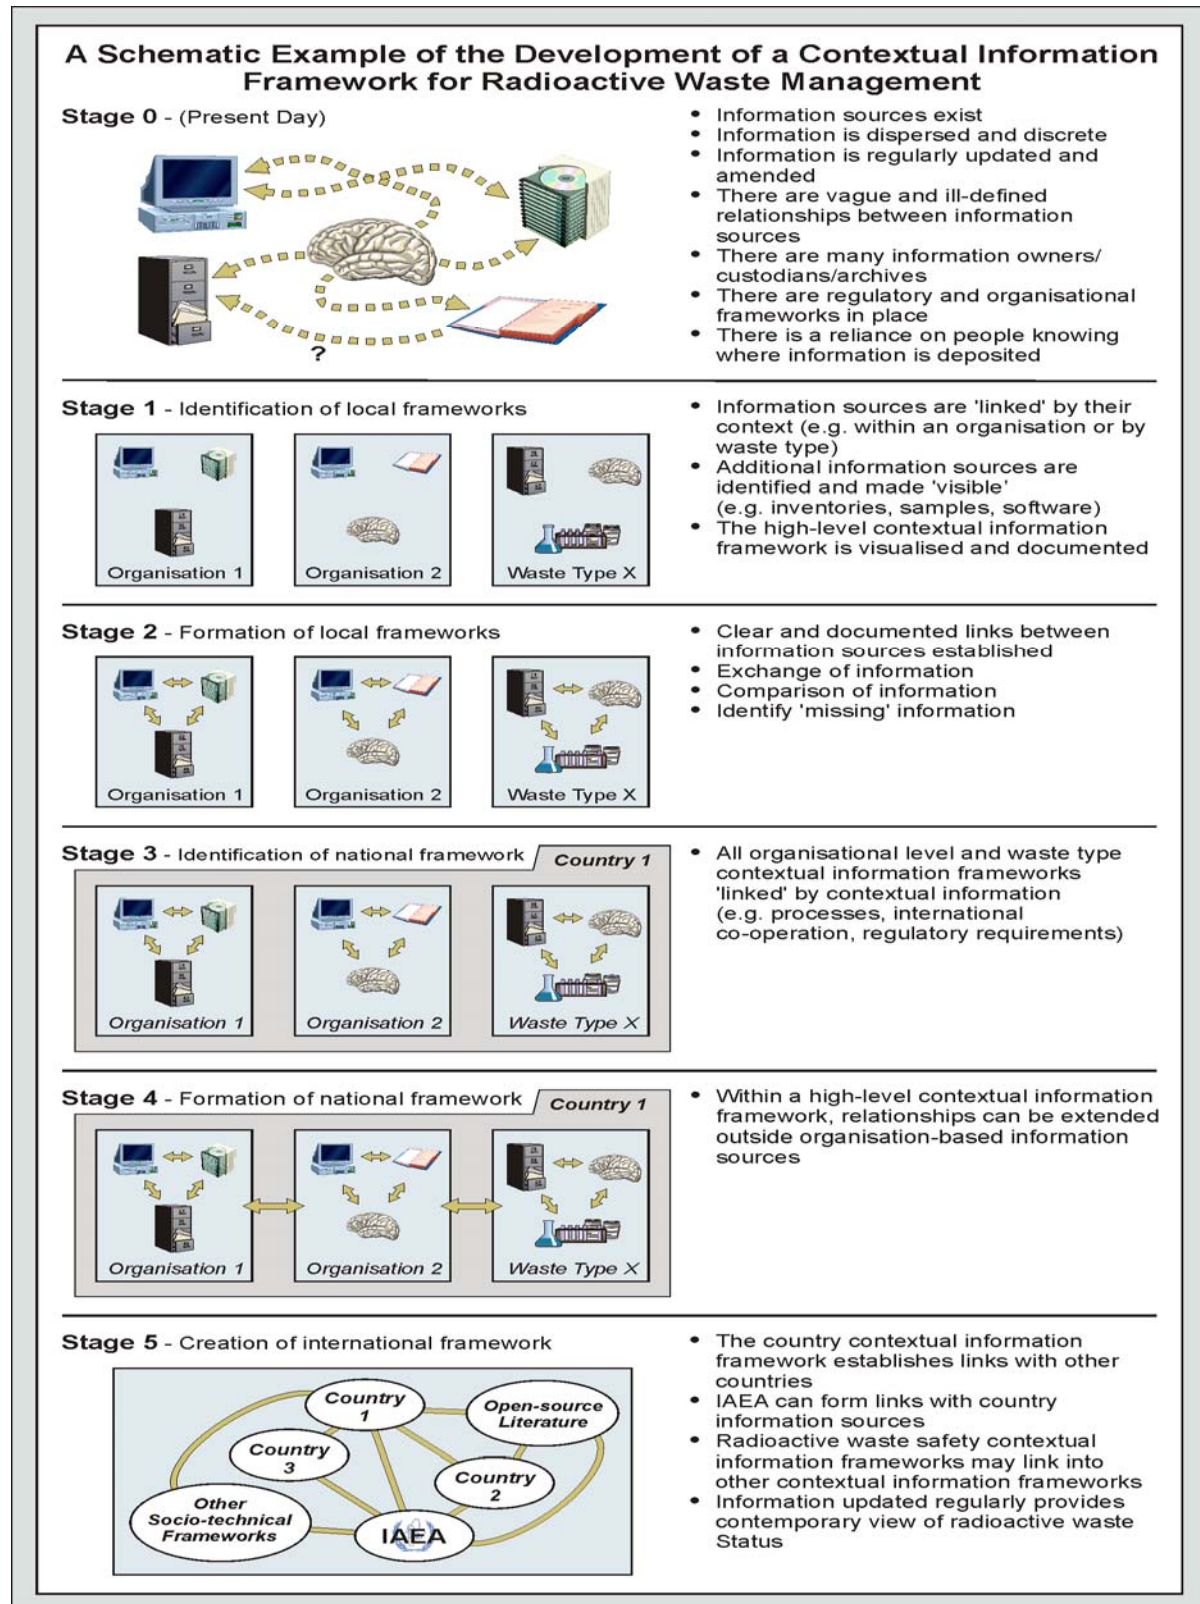 A Schematic Example of the Development of a Contextual Information
Framework for Radioactive Waste Management
Stage 0 - (Present Day)
?
• Information sources exist
• Information is dispersed and discrete
• Information is regularly updated and
amended
• There are vague and ill-defined
relationships between information
sources
• There are many information owners/
custodians/archives
• There are regulatory and organisational
frameworks in place
• There is a reliance on people knowing
where information is deposited
Stage 1 - Identification of local frameworks
Organisation 1
Organisation 2
Waste Type X
• Information sources are 'linked' by their
context (e.g. within an organisation or by
waste type)
• Additional information sources are
identified and made 'visible'
(e.g. inventories, samples, software)
• The high-level contextual information
framework is visualised and documented
Stage 2 - Formation of local frameworks
Organisation 1
Organisation 2
Waste Type X
• Clear and documented links between
information sources established
• Exchange of information
• Comparison of information
• Identify 'missing' information
Stage 3 - Identification of national framework
Country 1
Organisation 1
Organisation 2
Waste Type X
• All organisational level and waste type
contextual information frameworks
'linked' by contextual information
(e.g. processes, international
co-operation, regulatory requirements)
Stage 4 - Formation of national framework
Country 1
Organisation 1
Organisation 2
Waste Type X
• Within a high-level contextual information
framework, relationships can be extended
outside organisation-based information
sources
Stage 5 - Creation of international framework
Country
1
Open-source
Literature
Country
3
Country
2
Other
Socio-technical
Frameworks
IAEA
• The country contextual information
framework establishes links with other
countries
• IAEA can form links with country
information sources
• Radioactive waste safety contextual
information frameworks may link into
other contextual information frameworks
• Information updated regularly provides
contemporary view of radioactive waste
Status